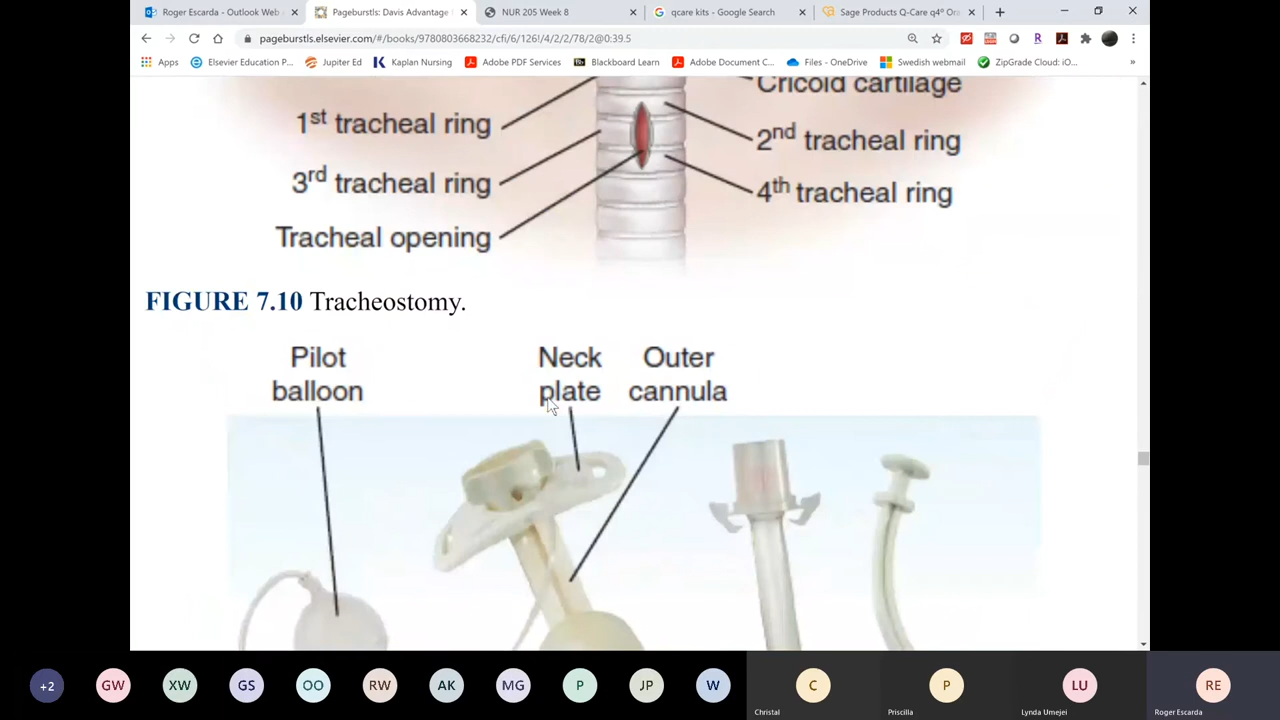 Roger Escarda - Outlook Web
Pageburstls: Davis Advantage
NUR 205 Week 8
qcare kits - Google Search
Sage Products Q-Care q4º Ora
pageburstls.elsevier.com/#/books/9780803668232/cfi/6/126!/4/2/2/78/2@0:39.5
Apps
Elsevier Education P...
Jupiter Ed
Kaplan Nursing
Adobe PDF Services
Blackboard Learn
Adobe Document C...
Files - OneDrive
Swedish webmail
ZipGrade Cloud: iO...
»
Cricoid cartilage
1st tracheal ring
2nd tracheal ring
3rd tracheal ring
4th tracheal ring
Tracheal opening
FIGURE 7.10 Tracheostomy.
Pilot
balloon
Neck
plate
Outer
cannula
+2
GW
XW
GS
OO
RW
AK
MG
P
JP
W
C
Christal
P
Priscilla
LU
Lynda Umejei
RE
Roger Escarda